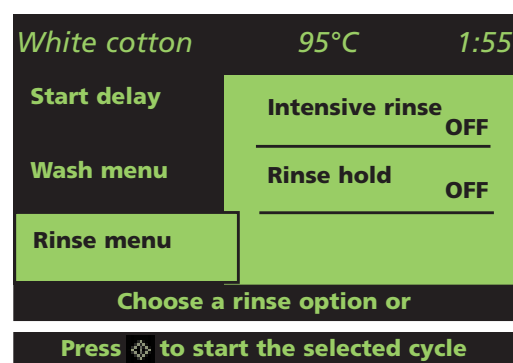 White cotton 95°C 1:55
Start delay
Intensive rinse
OFF
Wash menu
Rinse hold
OFF
Rinse menu
Choose a rinse option or
Press to start the selected cycle